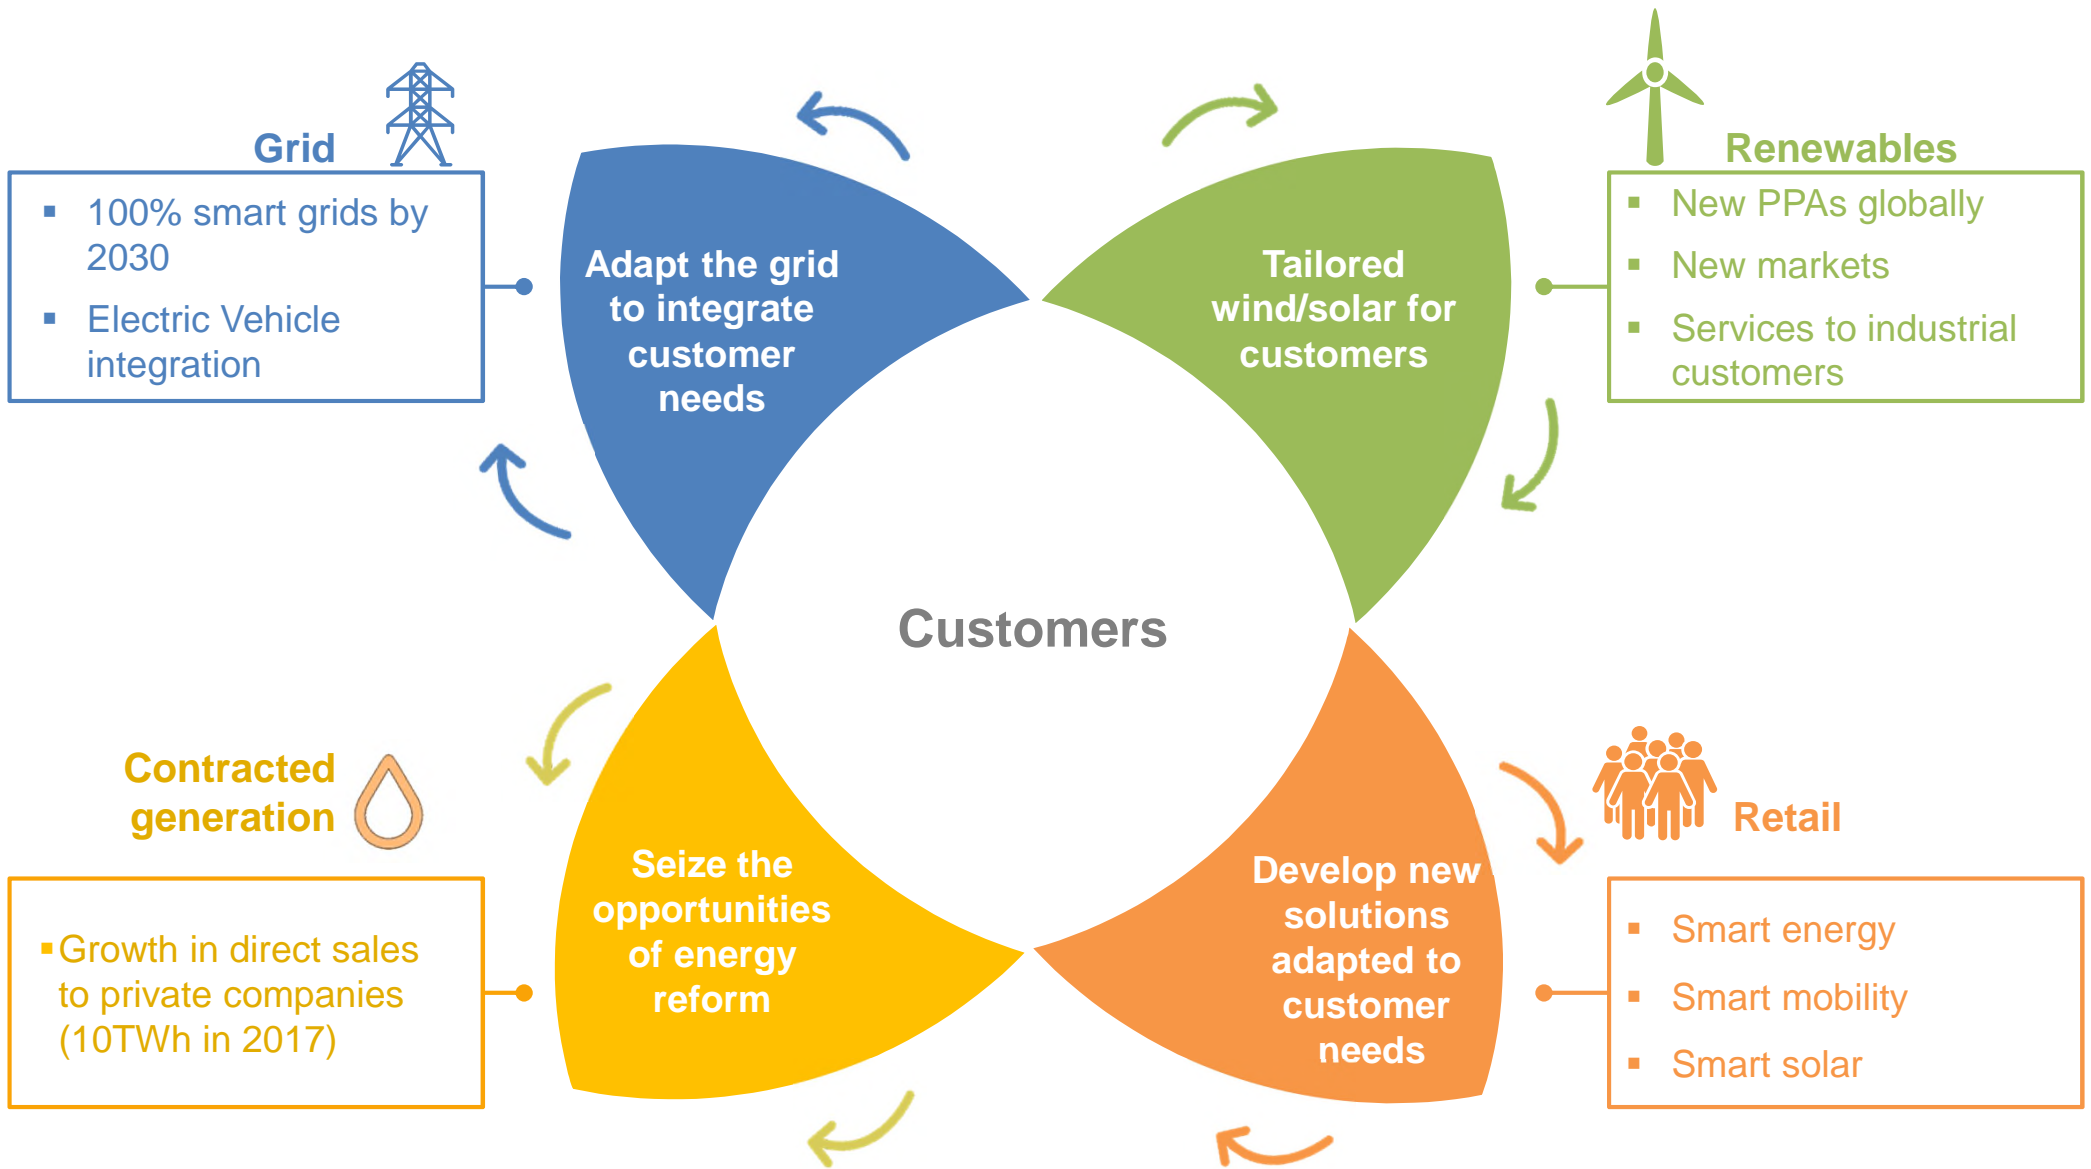 Grid
100% smart grids by
2030
Electric Vehicle
integration
Adapt the grid
to integrate
customer
needs
Tailored
wind/solar for
customers
Renewables
New PPAs globally
New markets
Services to industrial
customers
Customers
Contracted
generation
Growth in direct sales
to private companies
(10TWh in 2017)
Seize the
opportunities
of energy
reform
Develop new
solutions
adapted to
customer
needs
Retail
Smart energy
Smart mobility
Smart solar